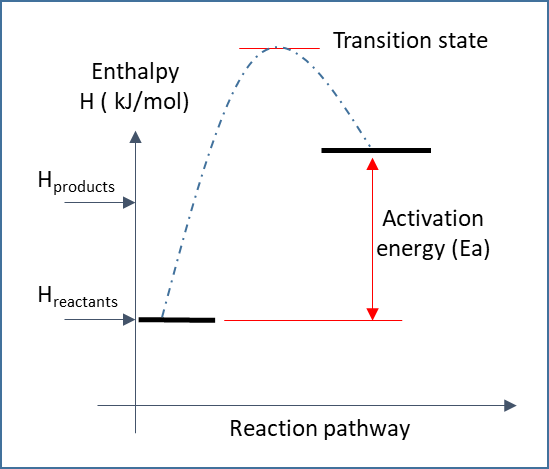 Transition state
Enthalpy
H ( kJ/mol)
Hproducts
Activation
energy (Ea)
Hreactants
Reaction pathway